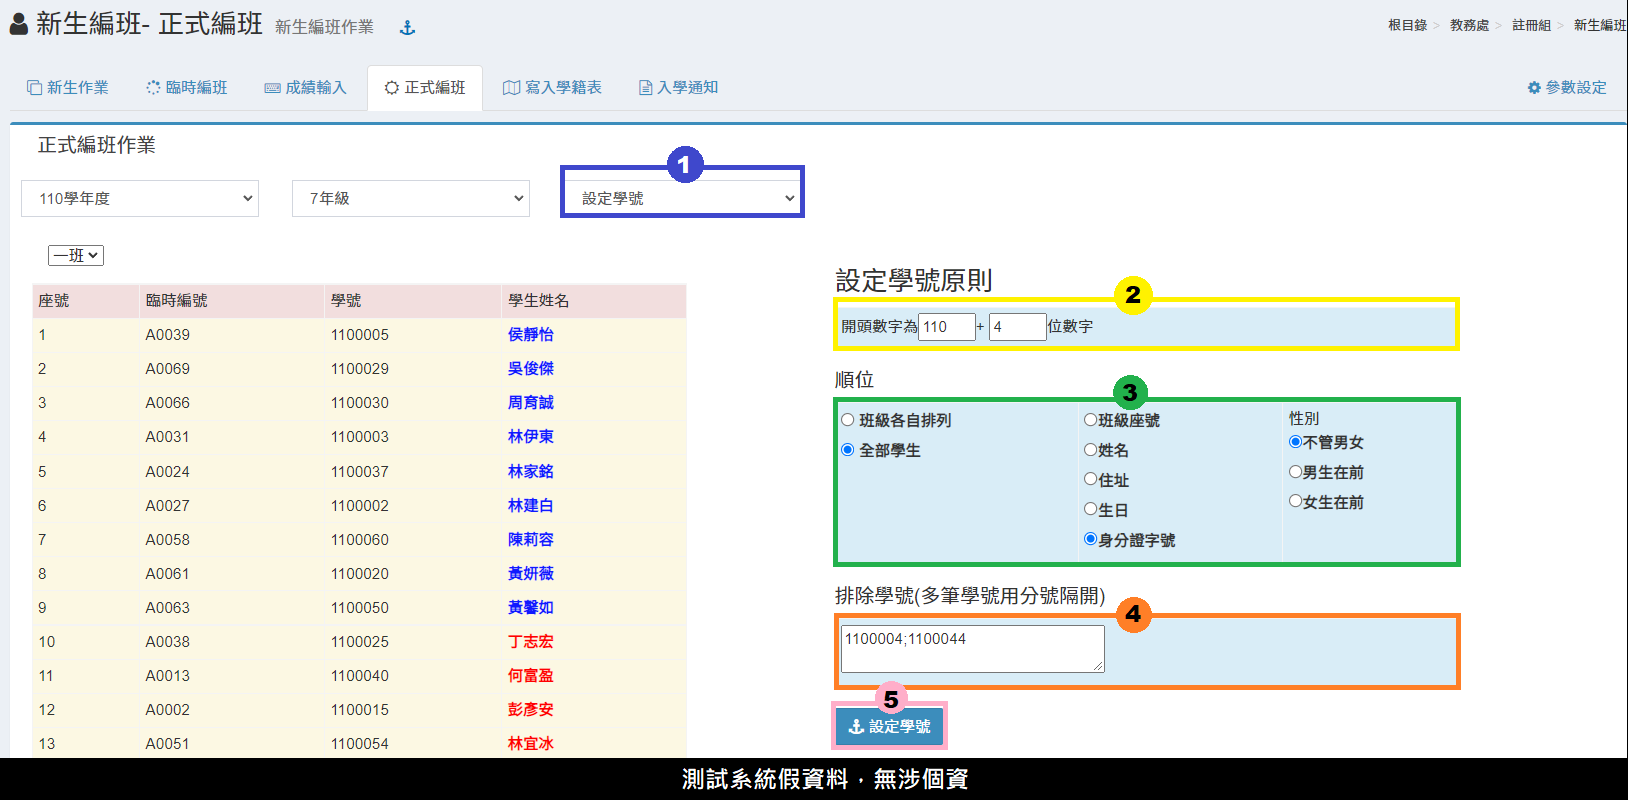 新生編班- 正式編班 新生編班作業
根目錄 > 教務處 > 註冊組 > 新生編班
新生作業 臨時編班 成績輸入 正式編班 寫入學籍表 入學通知 參數設定
正式編班作業
1
110學年度 7年級 設定學號
一班
座號 臨時編號 學號 學生姓名
1 A0039 1100005 侯靜怡
2 A0069 1100029 吳俊傑
3 A0066 1100030 周育誠
4 A0031 1100003 林伊東
5 A0024 1100037 林家銘
6 A0027 1100002 林建白
7 A0058 1100060 陳莉容
8 A0061 1100020 黃妍薇
9 A0063 1100050 黃馨如
10 A0038 1100025 丁志宏
11 A0013 1100040 何富盈
12 A0002 1100015 彭彥安
13 A0051 1100054 林宜冰
設定學號原則
2
開頭數字為 110 + 4 位數字
順位
3
班級各自排列
全部學生
班級座號
姓名
住址
生日
身分證字號
性別
不管男女
男生在前
女生在前
排除學號(多筆學號用分號隔開)
4
1100004;1100044
5
設定學號
測試系統假資料，無涉個資